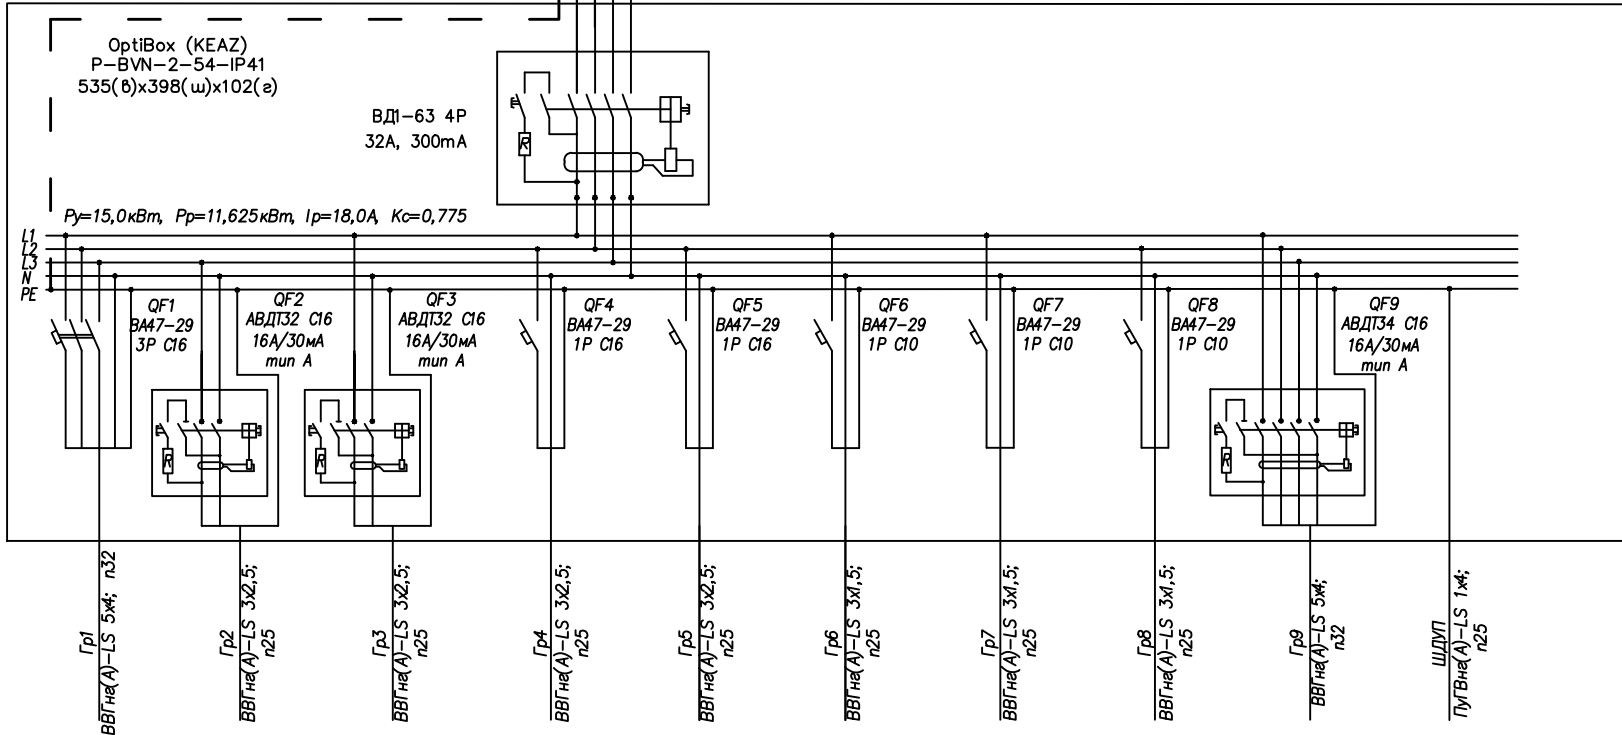 OptiBox (KEAZ)
P-BVN-2-54-IP41
535(в)х398(ш)х102(г)
ВД1-63 4Р
32А, 300mA
R
Ру=15,0кВт, Рр=11,625кВт, Iр=18,0А, Кс=0,775
L1
L2
L3
N
PE
QF1
ВА47-29
3Р С16
QF2
АВДТ32 С16
16А/30мА
тип А
QF3
АВДТ32 С16
16А/30мА
тип А
QF4
ВА47-29
1Р С16
QF5
ВА47-29
1Р С16
QF6
ВА47-29
1Р С10
QF7
ВА47-29
1Р С10
QF8
ВА47-29
1Р С10
QF9
АВДТ34 С16
16А/30мА
тип А
R
R
R
Гр1
ВВГнг(А)-LS 5х4; п32
Гр2
ВВГнг(А)-LS 3х2,5;
п25
Гр3
ВВГнг(А)-LS 3х2,5;
п25
Гр4
ВВГнг(А)-LS 3х2,5;
п25
Гр5
ВВГнг(А)-LS 3х2,5;
п25
Гр6
ВВГнг(А)-LS 3х1,5;
п25
Гр7
ВВГнг(А)-LS 3х1,5;
п25
Гр8
ВВГнг(А)-LS 3х1,5;
п25
Гр9
ВВГнг(А)-LS 5х4;
п32
ШДУП
ПуГВнг(А)-LS 1х4;
п25